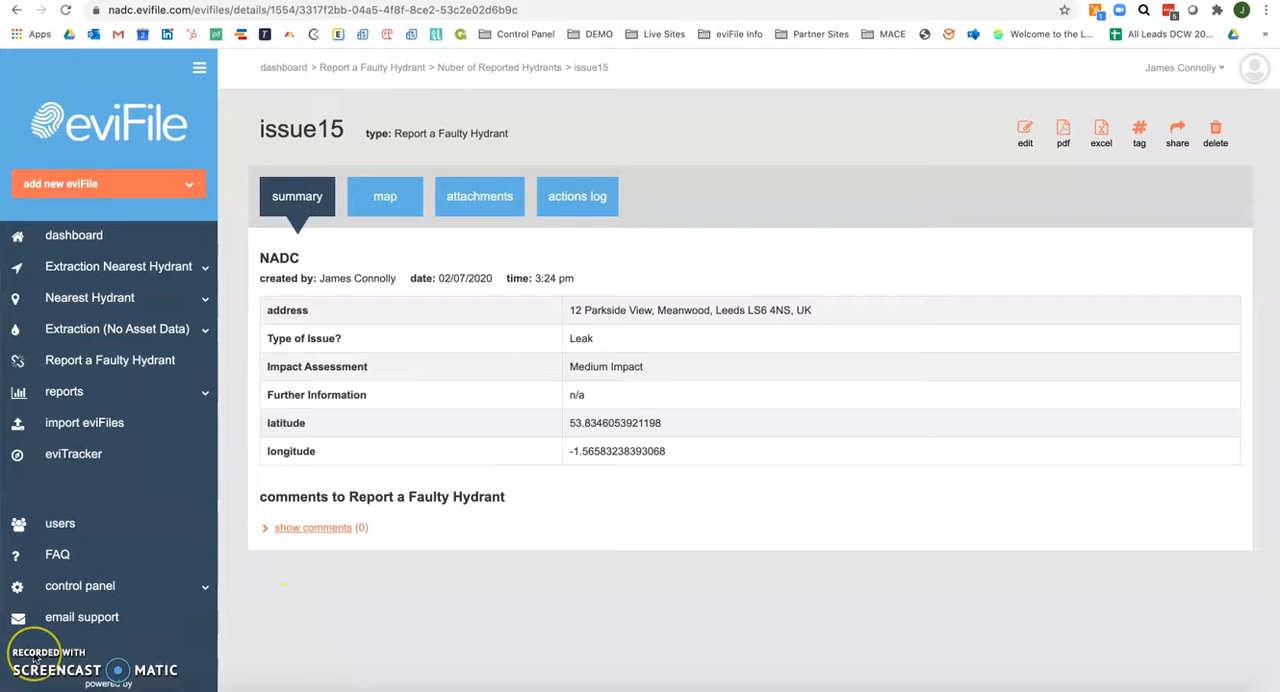 nadc.evifile.com/evifiles/details/1554/3317f2bb-04a5-4f8f-8ce2-53c2e02d6b9c
Apps
Control Panel
DEMO
Live Sites
eviFile Info
Partner Sites
MACE
Welcome to the L...
All Leads DCW 20...
»
dashboard > Report a Faulty Hydrant > Nuber of Reported Hydrants > issue15
James Connolly
eviFile
add new eviFile
dashboard
Extraction Nearest Hydrant
Nearest Hydrant
Extraction (No Asset Data)
Report a Faulty Hydrant
reports
import eviFiles
eviTracker
users
FAQ
control panel
email support
RECORDED WITH
SCREENCAST MATIC
powered by
issue15 type: Report a Faulty Hydrant
edit pdf excel tag share delete
summary map attachments actions log
NADC
created by: James Connolly date: 02/07/2020 time: 3:24 pm
address 12 Parkside View, Meanwood, Leeds LS6 4NS, UK
Type of Issue? Leak
Impact Assessment Medium Impact
Further Information n/a
latitude 53.8346053921198
longitude -1.56583238393068
comments to Report a Faulty Hydrant
show comments (0)